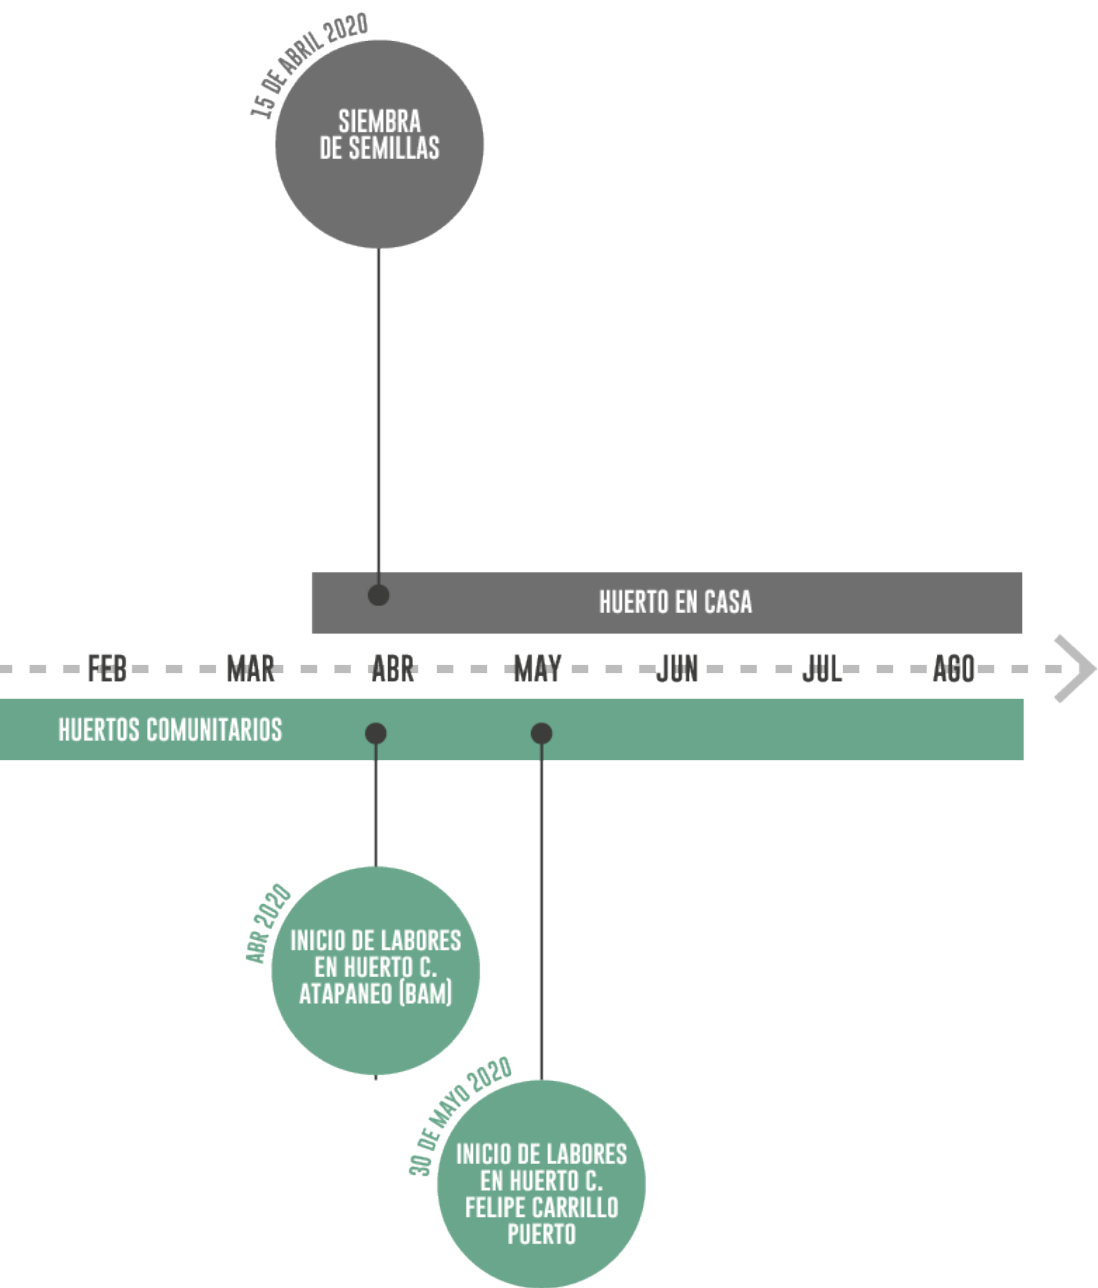 15 DE ABRIL 2020
SIEMBRA
DE SEMILLAS
HUERTO EN CASA
FEB MAR ABR MAY JUN JUL AGO
HUERTOS COMUNITARIOS
ABR 2020
INICIO DE LABORES
EN HUERTO C.
ATAPANEO (BAM)
30 DE MAYO 2020
INICIO DE LABORES
EN HUERTO C.
FELIPE CARRILLO
PUERTO